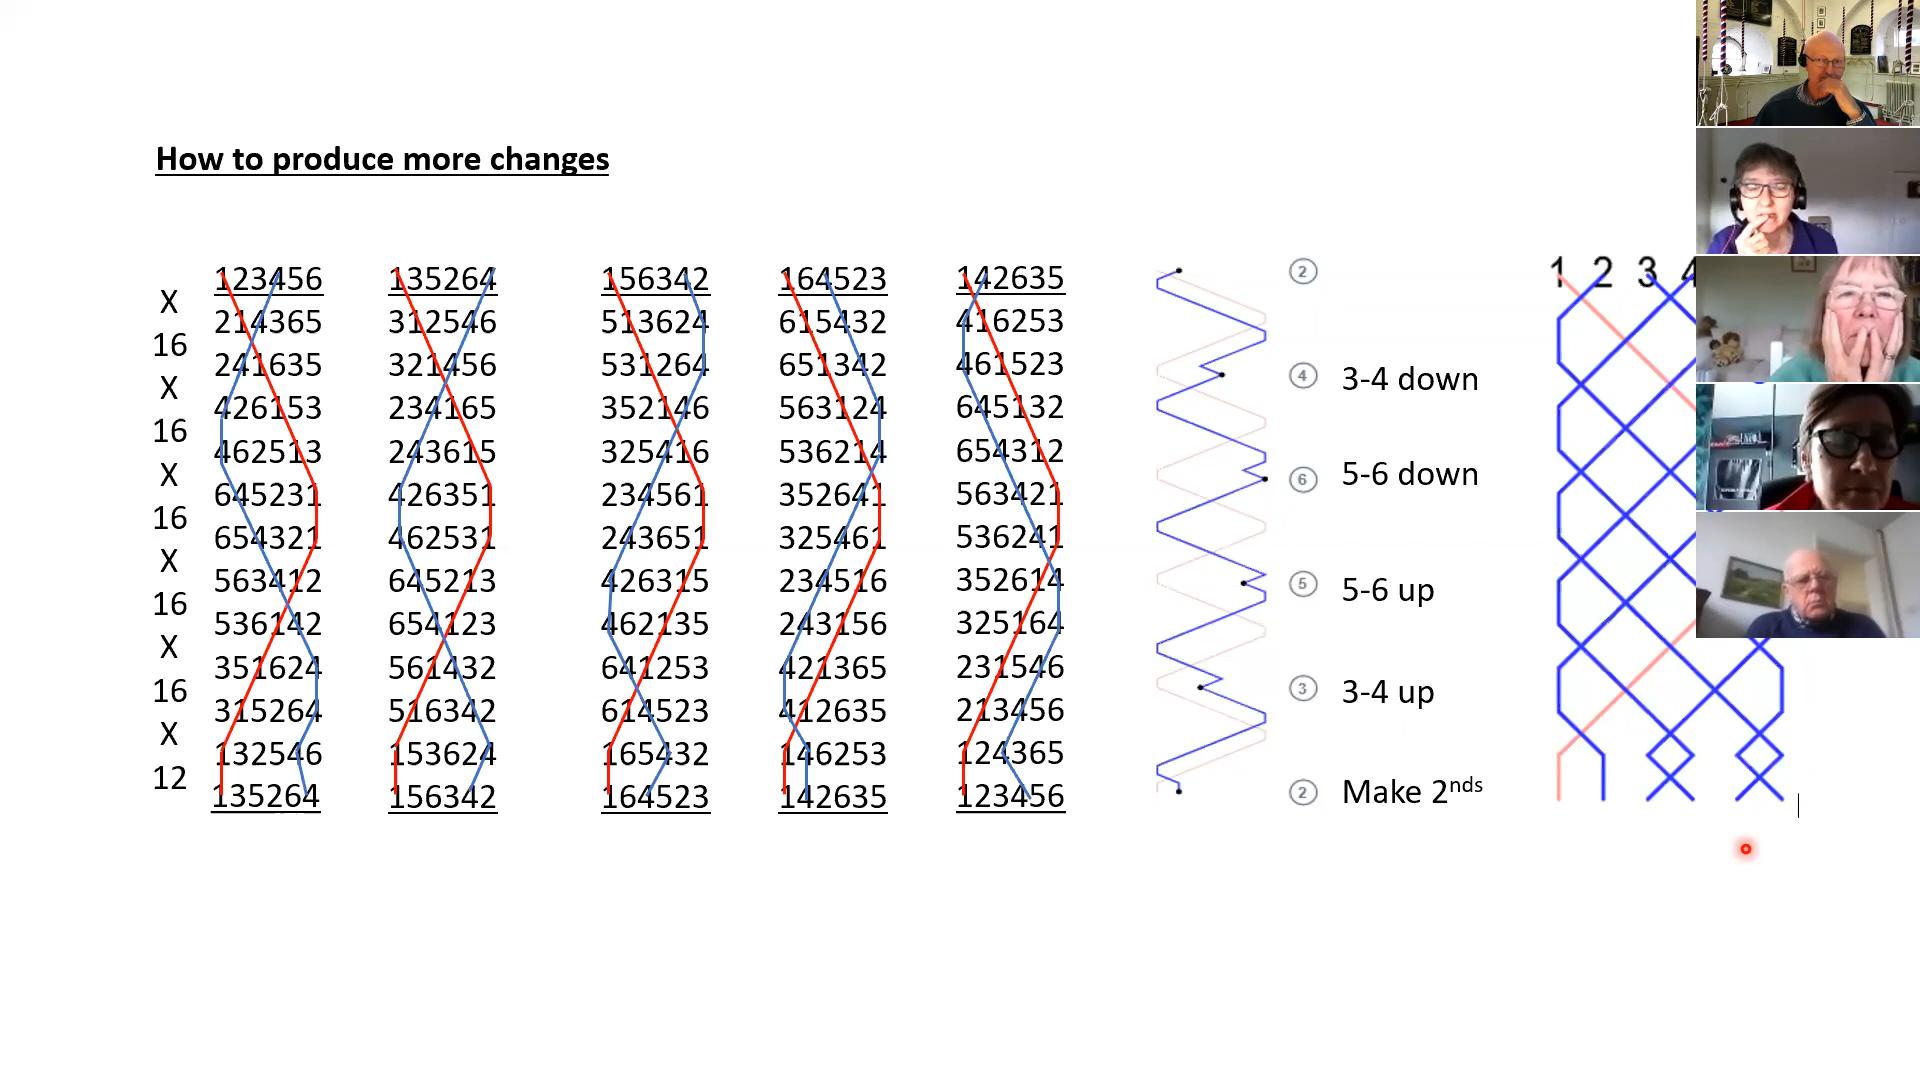 How to produce more changes
123456 135264 156342 164523 142635 ② 1 2 3 4
X
214365 312546 513624 615432 416253
16
241635 321456 531264 651342 461523 ④ 3-4 down
X
426153 234165 352146 563124 645132
16
462513 243615 325416 536214 654312 ⑥ 5-6 down
X
645231 426351 234561 352641 563421
16
654321 462531 243651 325461 536241
X
563412 645213 426315 234516 352614 ⑤ 5-6 up
16
536142 654123 462135 243156 325164
X
351624 561432 641253 421365 231546 ③ 3-4 up
16
315264 516342 614523 412635 213456
X
132546 153624 165432 146253 124365
12
135264 156342 164523 142635 123456 ② Make 2nds